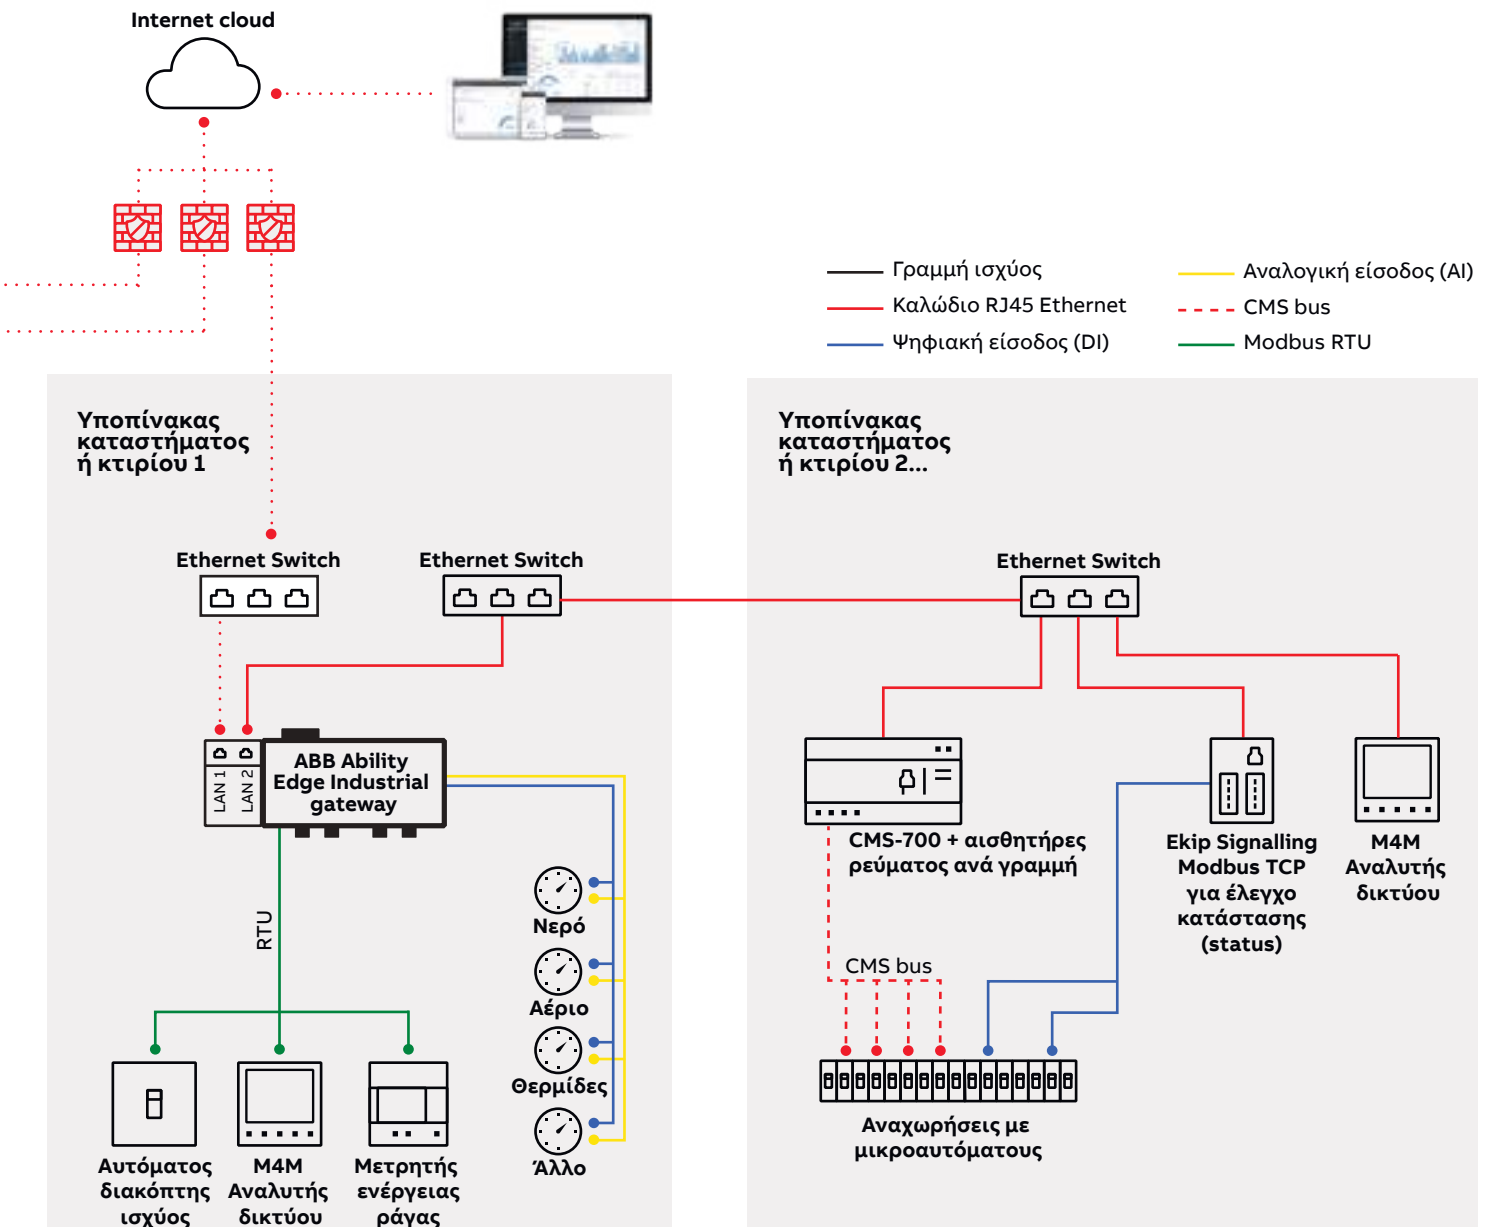 Internet cloud
Γραμμή ισχύος
Καλώδιο RJ45 Ethernet
Ψηφιακή είσοδος (DI)
Αναλογική είσοδος (AI)
CMS bus
Modbus RTU
Υποπίνακας
καταστήματος
ή κτιρίου 1
Ethernet Switch
Ethernet Switch
LAN 1
LAN 2
ABB Ability
Edge Industrial
gateway
RTU
Νερό
Αέριο
Θερμίδες
Άλλο
Αυτόματος
διακόπτης
ισχύος
M4M
Αναλυτής
δικτύου
Μετρητής
ενέργειας
ράγας
Υποπίνακας
καταστήματος
ή κτιρίου 2...
Ethernet Switch
CMS-700 + αισθητήρες
ρεύματος ανά γραμμή
Ekip Signalling
Modbus TCP
για έλεγχο
κατάστασης
(status)
M4M
Αναλυτής
δικτύου
CMS bus
Αναχωρήσεις με
μικροαυτόματους